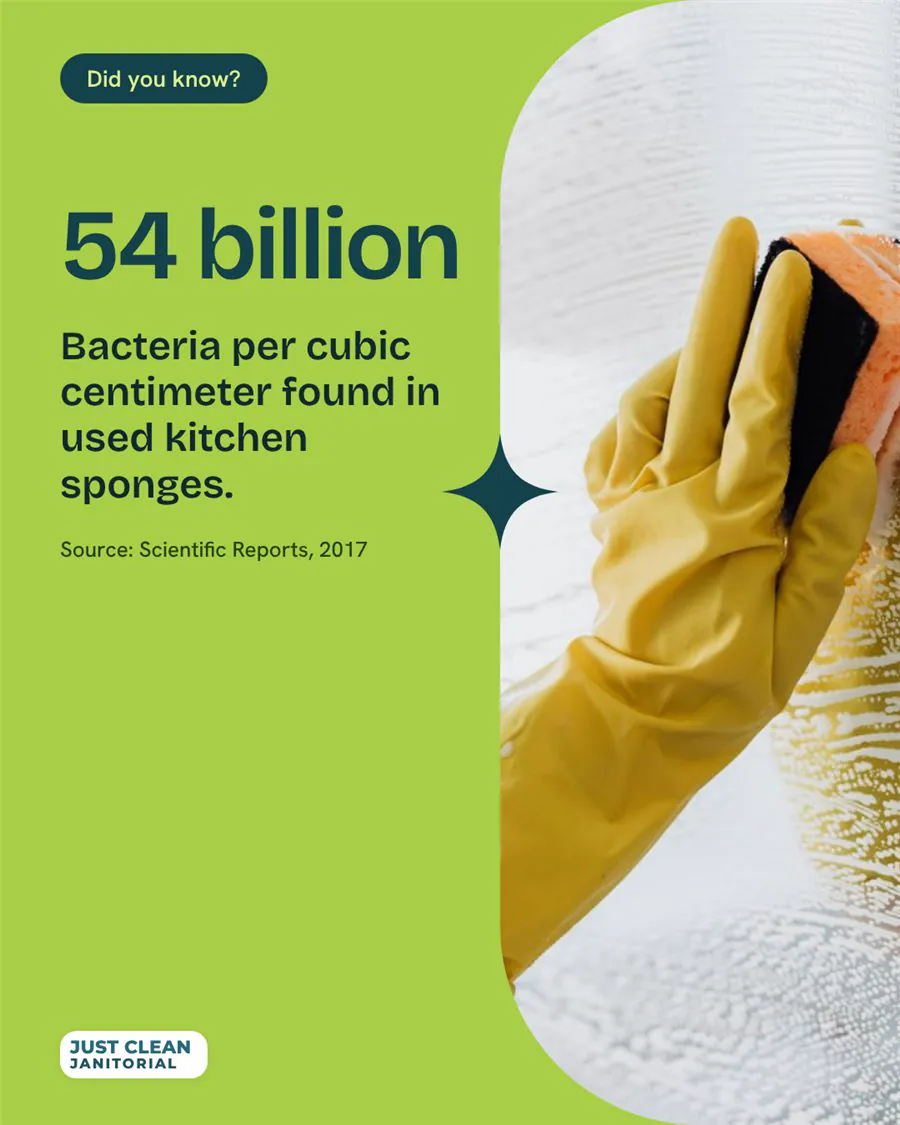 Did you know?
54 billion
Bacteria per cubic
centimeter found in
used kitchen
sponges.
Source: Scientific Reports, 2017
JUST CLEAN
JANITORIAL